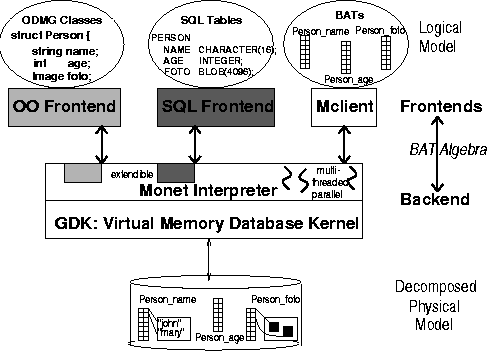 ODMG Classes
struct Person {
string name;
int age;
Image foto;
SQL Tables
PERSON
NAME CHARACTER(16);
AGE INTEGER;
FOTO BLOB(4096);
BATs
Person_name Person_foto
Person_age
Logical
Model
OO Frontend
SQL Frontend
Mclient
Frontends
BAT Algebra
Backend
extendible
multi-
threaded
parallel
Monet Interpreter
GDK: Virtual Memory Database Kernel
Person_name Person_foto
"john"
"mary"
Person_age
Decomposed
Physical
Model